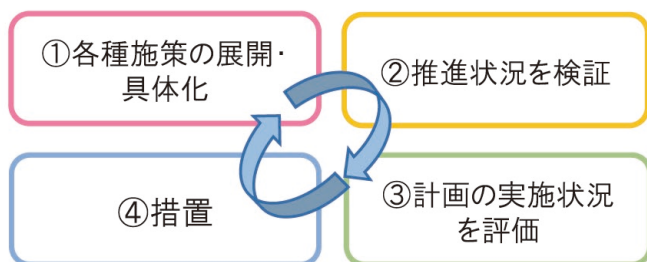 ①各種施策の展開・
具体化
②推進状況を検証
③計画の実施状況
を評価
④措置